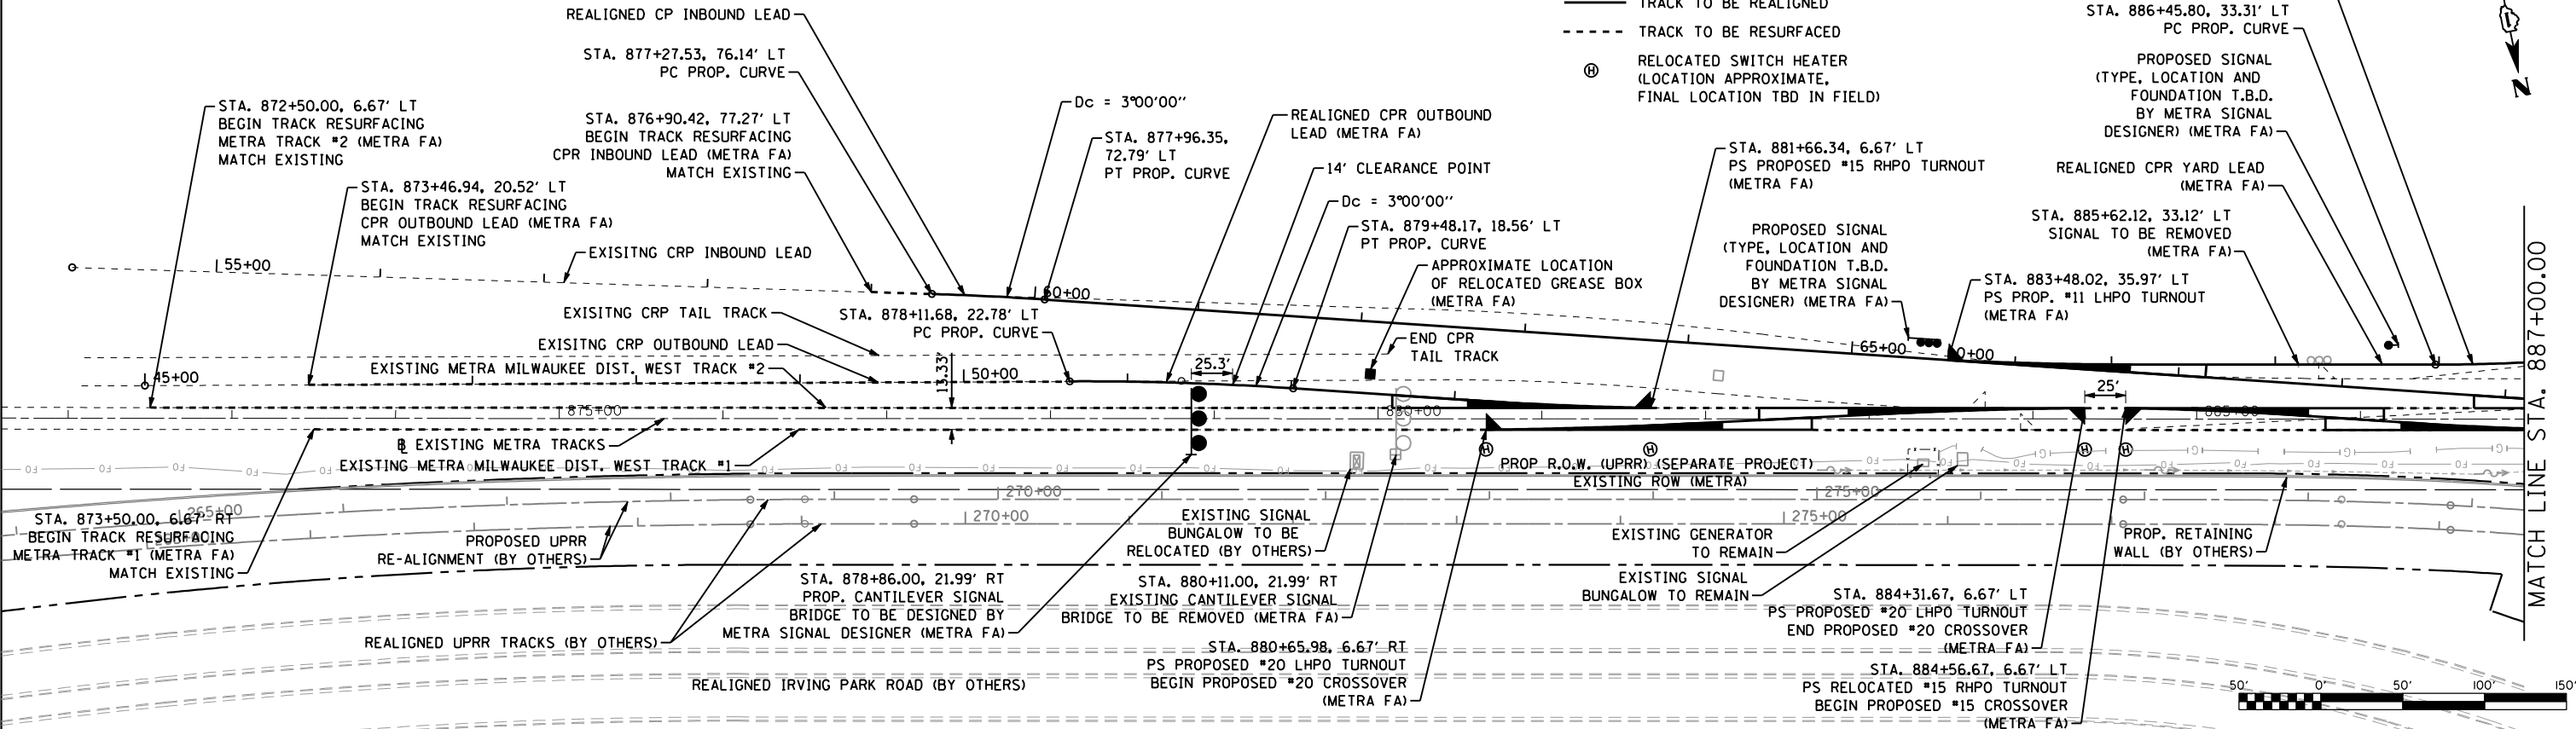 REALIGNED CP INBOUND LEAD
STA. 877+27.53, 76.14' LT
PC PROP. CURVE
STA. 872+50.00, 6.67' LT
BEGIN TRACK RESURFACING
METRA TRACK #2 (METRA FA)
MATCH EXISTING
STA. 876+90.42, 77.27' LT
BEGIN TRACK RESURFACING
CPR INBOUND LEAD (METRA FA)
MATCH EXISTING
STA. 873+46.94, 20.52' LT
BEGIN TRACK RESURFACING
CPR OUTBOUND LEAD (METRA FA)
MATCH EXISTING
Dc = 3°00'00''
STA. 877+96.35,
72.79' LT
PT PROP. CURVE
REALIGNED CPR OUTBOUND
LEAD (METRA FA)
14' CLEARANCE POINT
Dc = 3°00'00''
STA. 879+48.17, 18.56' LT
PT PROP. CURVE
APPROXIMATE LOCATION
OF RELOCATED GREASE BOX
(METRA FA)
TRACK TO BE REALIGNED
TRACK TO BE RESURFACED
H
RELOCATED SWITCH HEATER
(LOCATION APPROXIMATE,
FINAL LOCATION TBD IN FIELD)
STA. 881+66.34, 6.67' LT
PS PROPOSED #15 RHPO TURNOUT
(METRA FA)
PROPOSED SIGNAL
(TYPE, LOCATION AND
FOUNDATION T.B.D.
BY METRA SIGNAL
DESIGNER) (METRA FA)
STA. 886+45.80, 33.31' LT
PC PROP. CURVE
PROPOSED SIGNAL
(TYPE, LOCATION AND
FOUNDATION T.B.D.
BY METRA SIGNAL
DESIGNER) (METRA FA)
REALIGNED CPR YARD LEAD
(METRA FA)
STA. 885+62.12, 33.12' LT
SIGNAL TO BE REMOVED
(METRA FA)
STA. 883+48.02, 35.97' LT
PS PROP. #11 LHPO TURNOUT
(METRA FA)
N
MATCH LINE STA. 887+00.00
55+00
EXISITNG CRP INBOUND LEAD
60+00
EXISITNG CRP TAIL TRACK
STA. 878+11.68, 22.78' LT
PC PROP. CURVE
EXISITNG CRP OUTBOUND LEAD
END CPR
TAIL TRACK
65+00
0+00
EXISTING METRA MILWAUKEE DIST. WEST TRACK #2
13.33'
25.3'
25'
45+00
50+00
875+00
880+00
885+00
B EXISTING METRA TRACKS
EXISTING METRA MILWAUKEE DIST. WEST TRACK #1
H
H
H
H
PROP R.O.W. (UPRR) (SEPARATE PROJECT)
EXISTING ROW (METRA)
265+00
270+00
270+00
275+00
275+00
STA. 873+50.00, 6.67' RT
BEGIN TRACK RESURFACING
METRA TRACK #1 (METRA FA)
MATCH EXISTING
PROPOSED UPRR
RE-ALIGNMENT (BY OTHERS)
REALIGNED UPRR TRACKS (BY OTHERS)
STA. 878+86.00, 21.99' RT
PROP. CANTILEVER SIGNAL
BRIDGE TO BE DESIGNED BY
METRA SIGNAL DESIGNER (METRA FA)
EXISTING SIGNAL
BUNGALOW TO BE
RELOCATED (BY OTHERS)
STA. 880+11.00, 21.99' RT
EXISTING CANTILEVER SIGNAL
BRIDGE TO BE REMOVED (METRA FA)
STA. 880+65.98, 6.67' RT
PS PROPOSED #20 LHPO TURNOUT
BEGIN PROPOSED #20 CROSSOVER
(METRA FA)
REALIGNED IRVING PARK ROAD (BY OTHERS)
EXISTING GENERATOR
TO REMAIN
EXISTING SIGNAL
BUNGALOW TO REMAIN
PROP. RETAINING
WALL (BY OTHERS)
STA. 884+31.67, 6.67' LT
PS PROPOSED #20 LHPO TURNOUT
END PROPOSED #20 CROSSOVER
(METRA FA)
STA. 884+56.67, 6.67' LT
PS RELOCATED #15 RHPO TURNOUT
BEGIN PROPOSED #15 CROSSOVER
(METRA FA)
50' 0' 50' 100' 150'